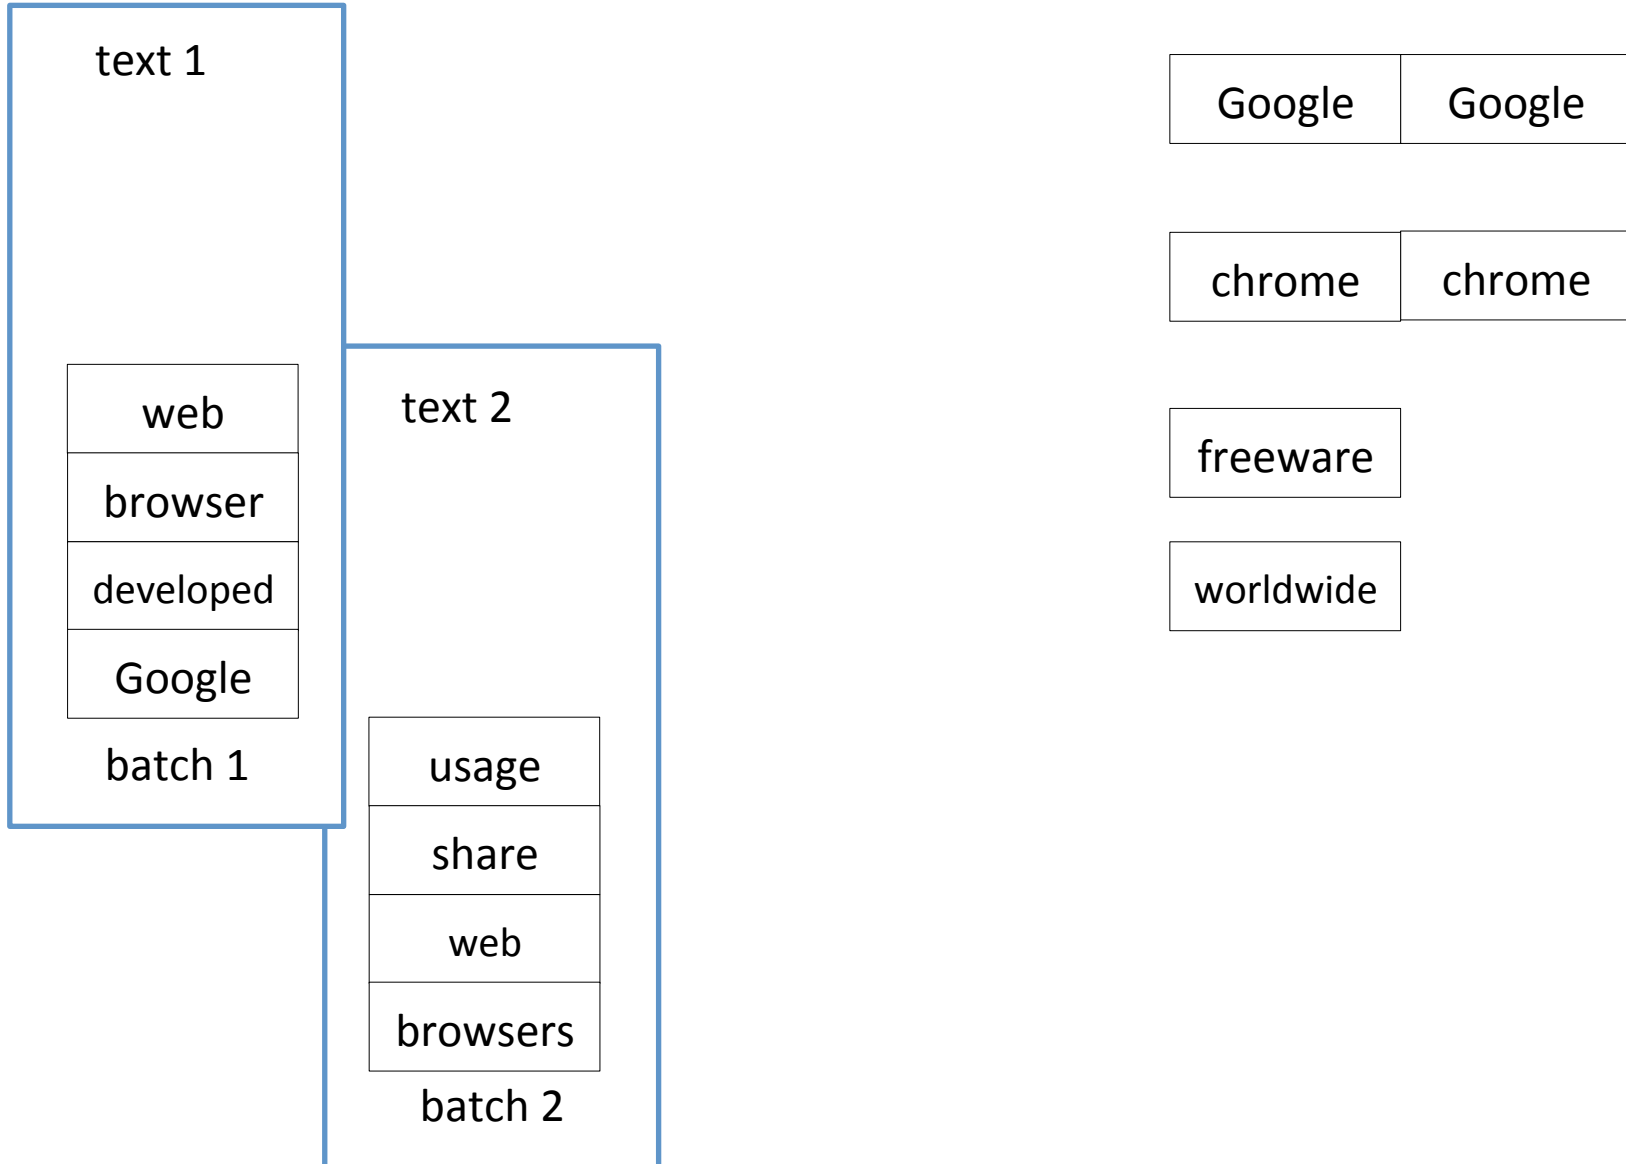 text 1
web
browser
developed
Google
batch 1
text 2
usage
share
web
browsers
batch 2
Google Google
chrome chrome
freeware
worldwide